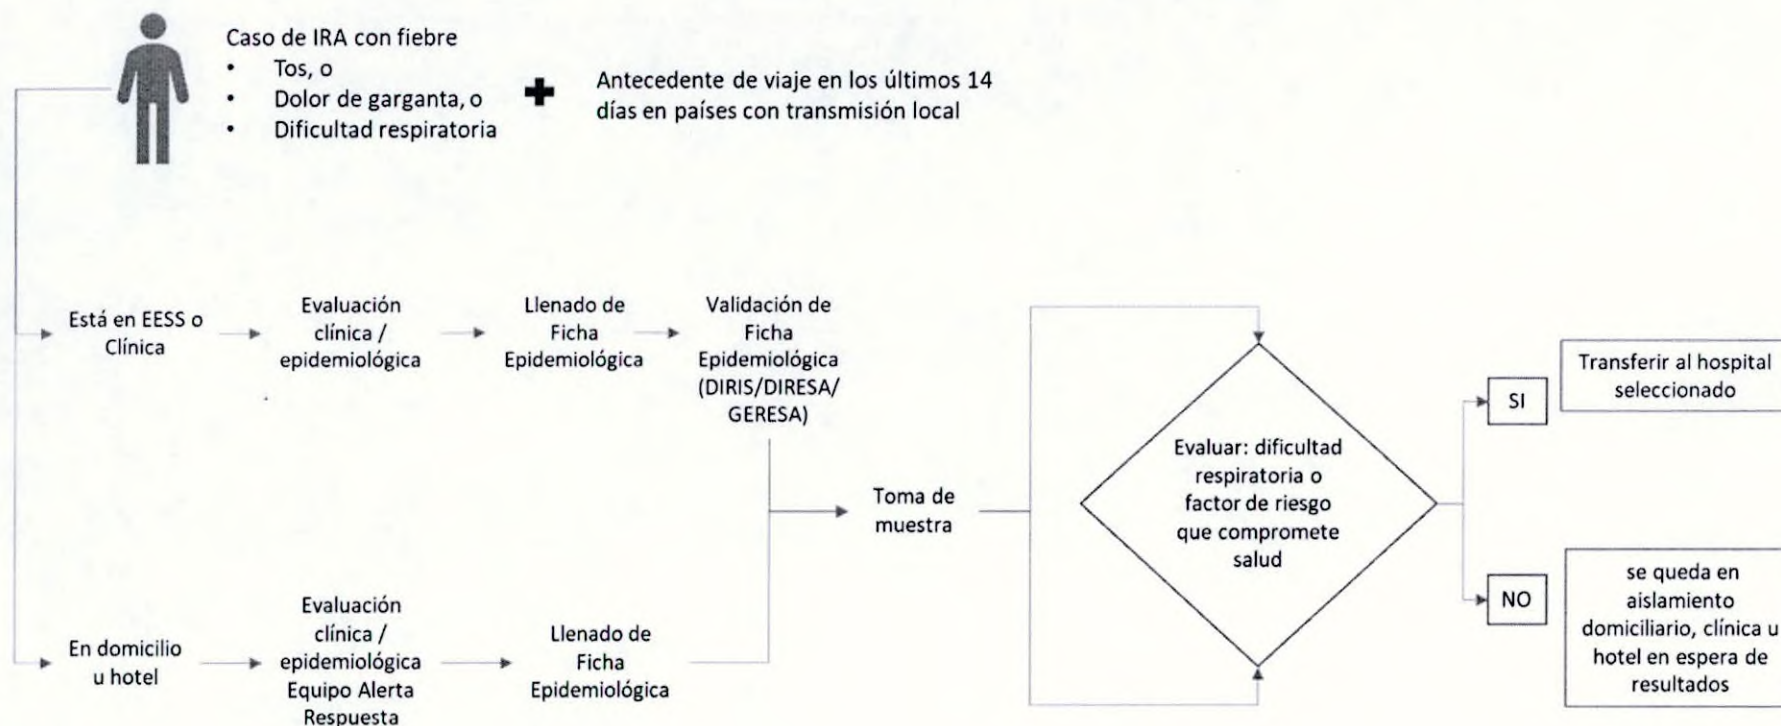 Caso de IRA con fiebre
• Tos, o
• Dolor de garganta, o
• Dificultad respiratoria
Antecedente de viaje en los últimos 14
días en países con transmisión local
Está en EESS o
Clínica
Evaluación
clínica /
epidemiológica
Llenado de
Ficha
Epidemiológica
Validación de
Ficha
Epidemiológica
(DIRIS/DIRESA/
GERESA)
En domicilio
u hotel
Evaluación
clínica /
epidemiológica
Equipo Alerta
Respuesta
Llenado de
Ficha
Epidemiológica
Toma de
muestra
Evaluar: dificultad
respiratoria o
factor de riesgo
que compromete
salud
SI
Transferir al hospital
seleccionado
NO
se queda en
aislamiento
domiciliario, clínica u
hotel en espera de
resultados